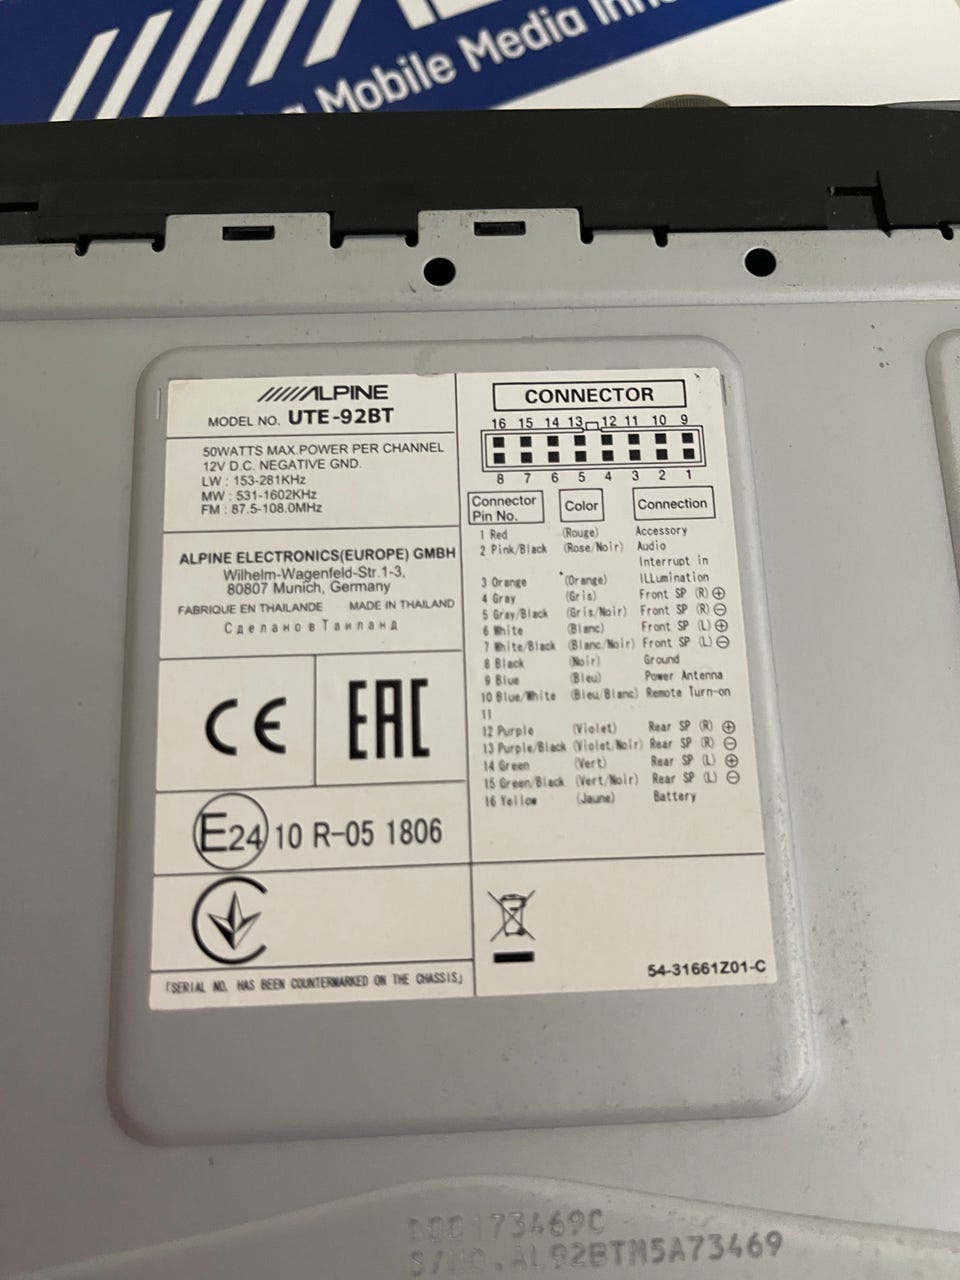 Mobile Media
ALPINE
MODEL NO. UTE-92BT
50WATTS MAX.POWER PER CHANNEL
12V D.C. NEGATIVE GND.
LW : 153-281KHz
MW : 531-1602KHz
FM : 87.5-108.0MHz
ALPINE ELECTRONICS(EUROPE) GMBH
Wilhelm-Wagenfeld-Str.1-3,
80807 Munich, Germany
FABRIQUE EN THAILANDE MADE IN THAILAND
Сделано в Таиланд
CE EAC
E24 10 R-05 1806
「SERIAL NO. HAS BEEN COUNTERMARKED ON THE CHASSIS」
CONNECTOR
16 15 14 13 12 11 10 9
8 7 6 5 4 3 2 1
Connector Pin No. Color Connection
1 Red (Rouge) Accessory
2 Pink/Black (Rose/Noir) Audio
Interrupt in
3 Orange (Orange) ILLumination
4 Gray (Gris) Front SP (R) ⊕
5 Gray/Black (Gris/Noir) Front SP (R) ⊖
6 White (Blanc) Front SP (L) ⊕
7 White/Black (Blanc/Noir) Front SP (L) ⊖
8 Black (Noir) Ground
9 Blue (Bleu) Power Antenna
10 Blue/White (Bleu/Blanc) Remote Turn-on
11
12 Purple (Violet) Rear SP (R) ⊕
13 Purple/Black (Violet/Noir) Rear SP (R) ⊖
14 Green (Vert) Rear SP (L) ⊕
15 Green/Black (Vert/Noir) Rear SP (L) ⊖
16 Yellow (Jaune) Battery
54-31661Z01-C
S/NO.AL92BTM5A73469